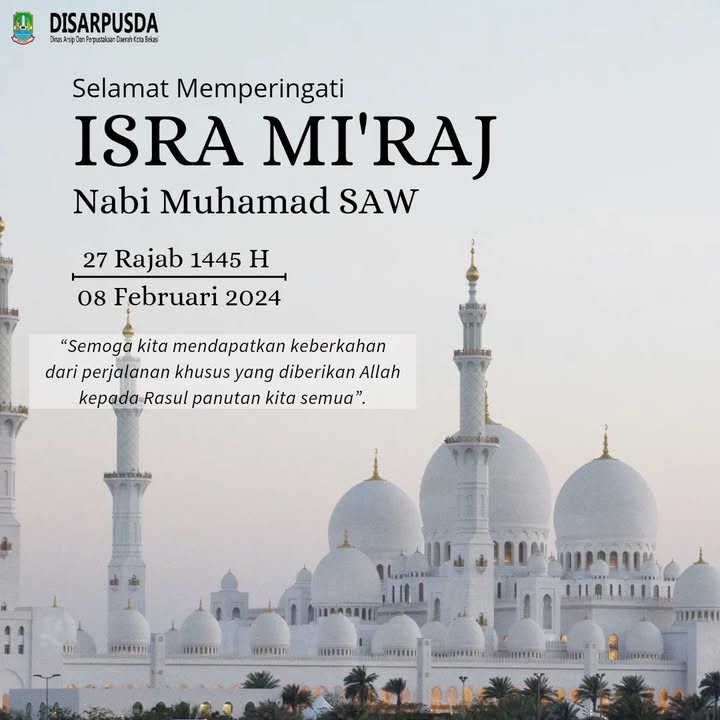 DISARPUSDA
Dinas Arsip Dan Perpustakaan Daerah Kota Bekasi
Selamat Memperingati
ISRA MI'RAJ
Nabi Muhamad SAW
27 Rajab 1445 H
08 Februari 2024
“Semoga kita mendapatkan keberkahan
dari perjalanan khusus yang diberikan Allah
kepada Rasul panutan kita semua”.